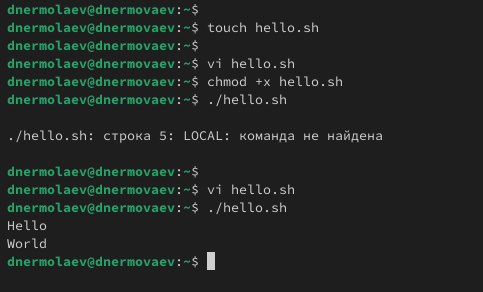 dnermolaev@dnermovaev:~$
dnermolaev@dnermovaev:~$ touch hello.sh
dnermolaev@dnermovaev:~$
dnermolaev@dnermovaev:~$ vi hello.sh
dnermolaev@dnermovaev:~$ chmod +x hello.sh
dnermolaev@dnermovaev:~$ ./hello.sh
./hello.sh: строка 5: LOCAL: команда не найдена
dnermolaev@dnermovaev:~$
dnermolaev@dnermovaev:~$ vi hello.sh
dnermolaev@dnermovaev:~$ ./hello.sh
Hello
World
dnermolaev@dnermovaev:~$